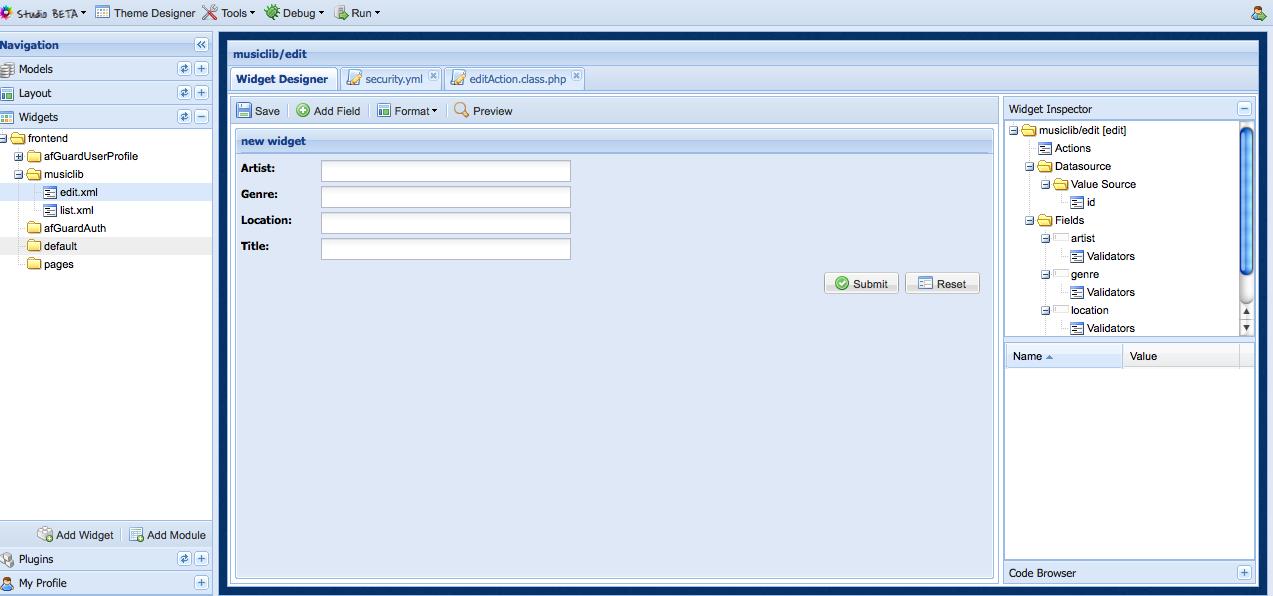 Studio BETA Theme Designer Tools Debug Run
Navigation
Models
Layout
Widgets
frontend
afGuardUserProfile
musiclib
edit.xml
list.xml
afGuardAuth
default
pages
Add Widget Add Module
Plugins
My Profile
musiclib/edit
Widget Designer security.yml editAction.class.php
Save Add Field Format Preview
new widget
Artist:
Genre:
Location:
Title:
Submit Reset
Widget Inspector
musiclib/edit [edit]
Actions
Datasource
Value Source
id
Fields
artist
Validators
genre
Validators
location
Validators
Name Value
Code Browser